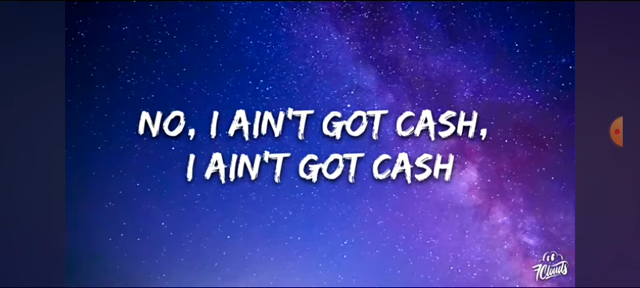 NO, I AIN'T GOT CASH,
I AIN'T GOT CASH
7Clouds